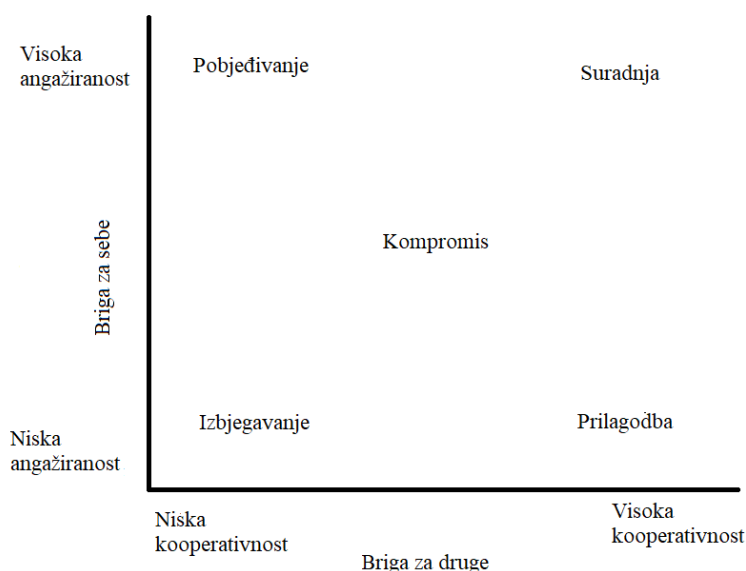 Visoka
angažiranost
Pobjeđivanje
Suradnja
Briga za sebe
Kompromis
Izbjegavanje
Prilagodba
Niska
angažiranost
Niska
kooperativnost
Visoka
kooperativnost
Briga za druge